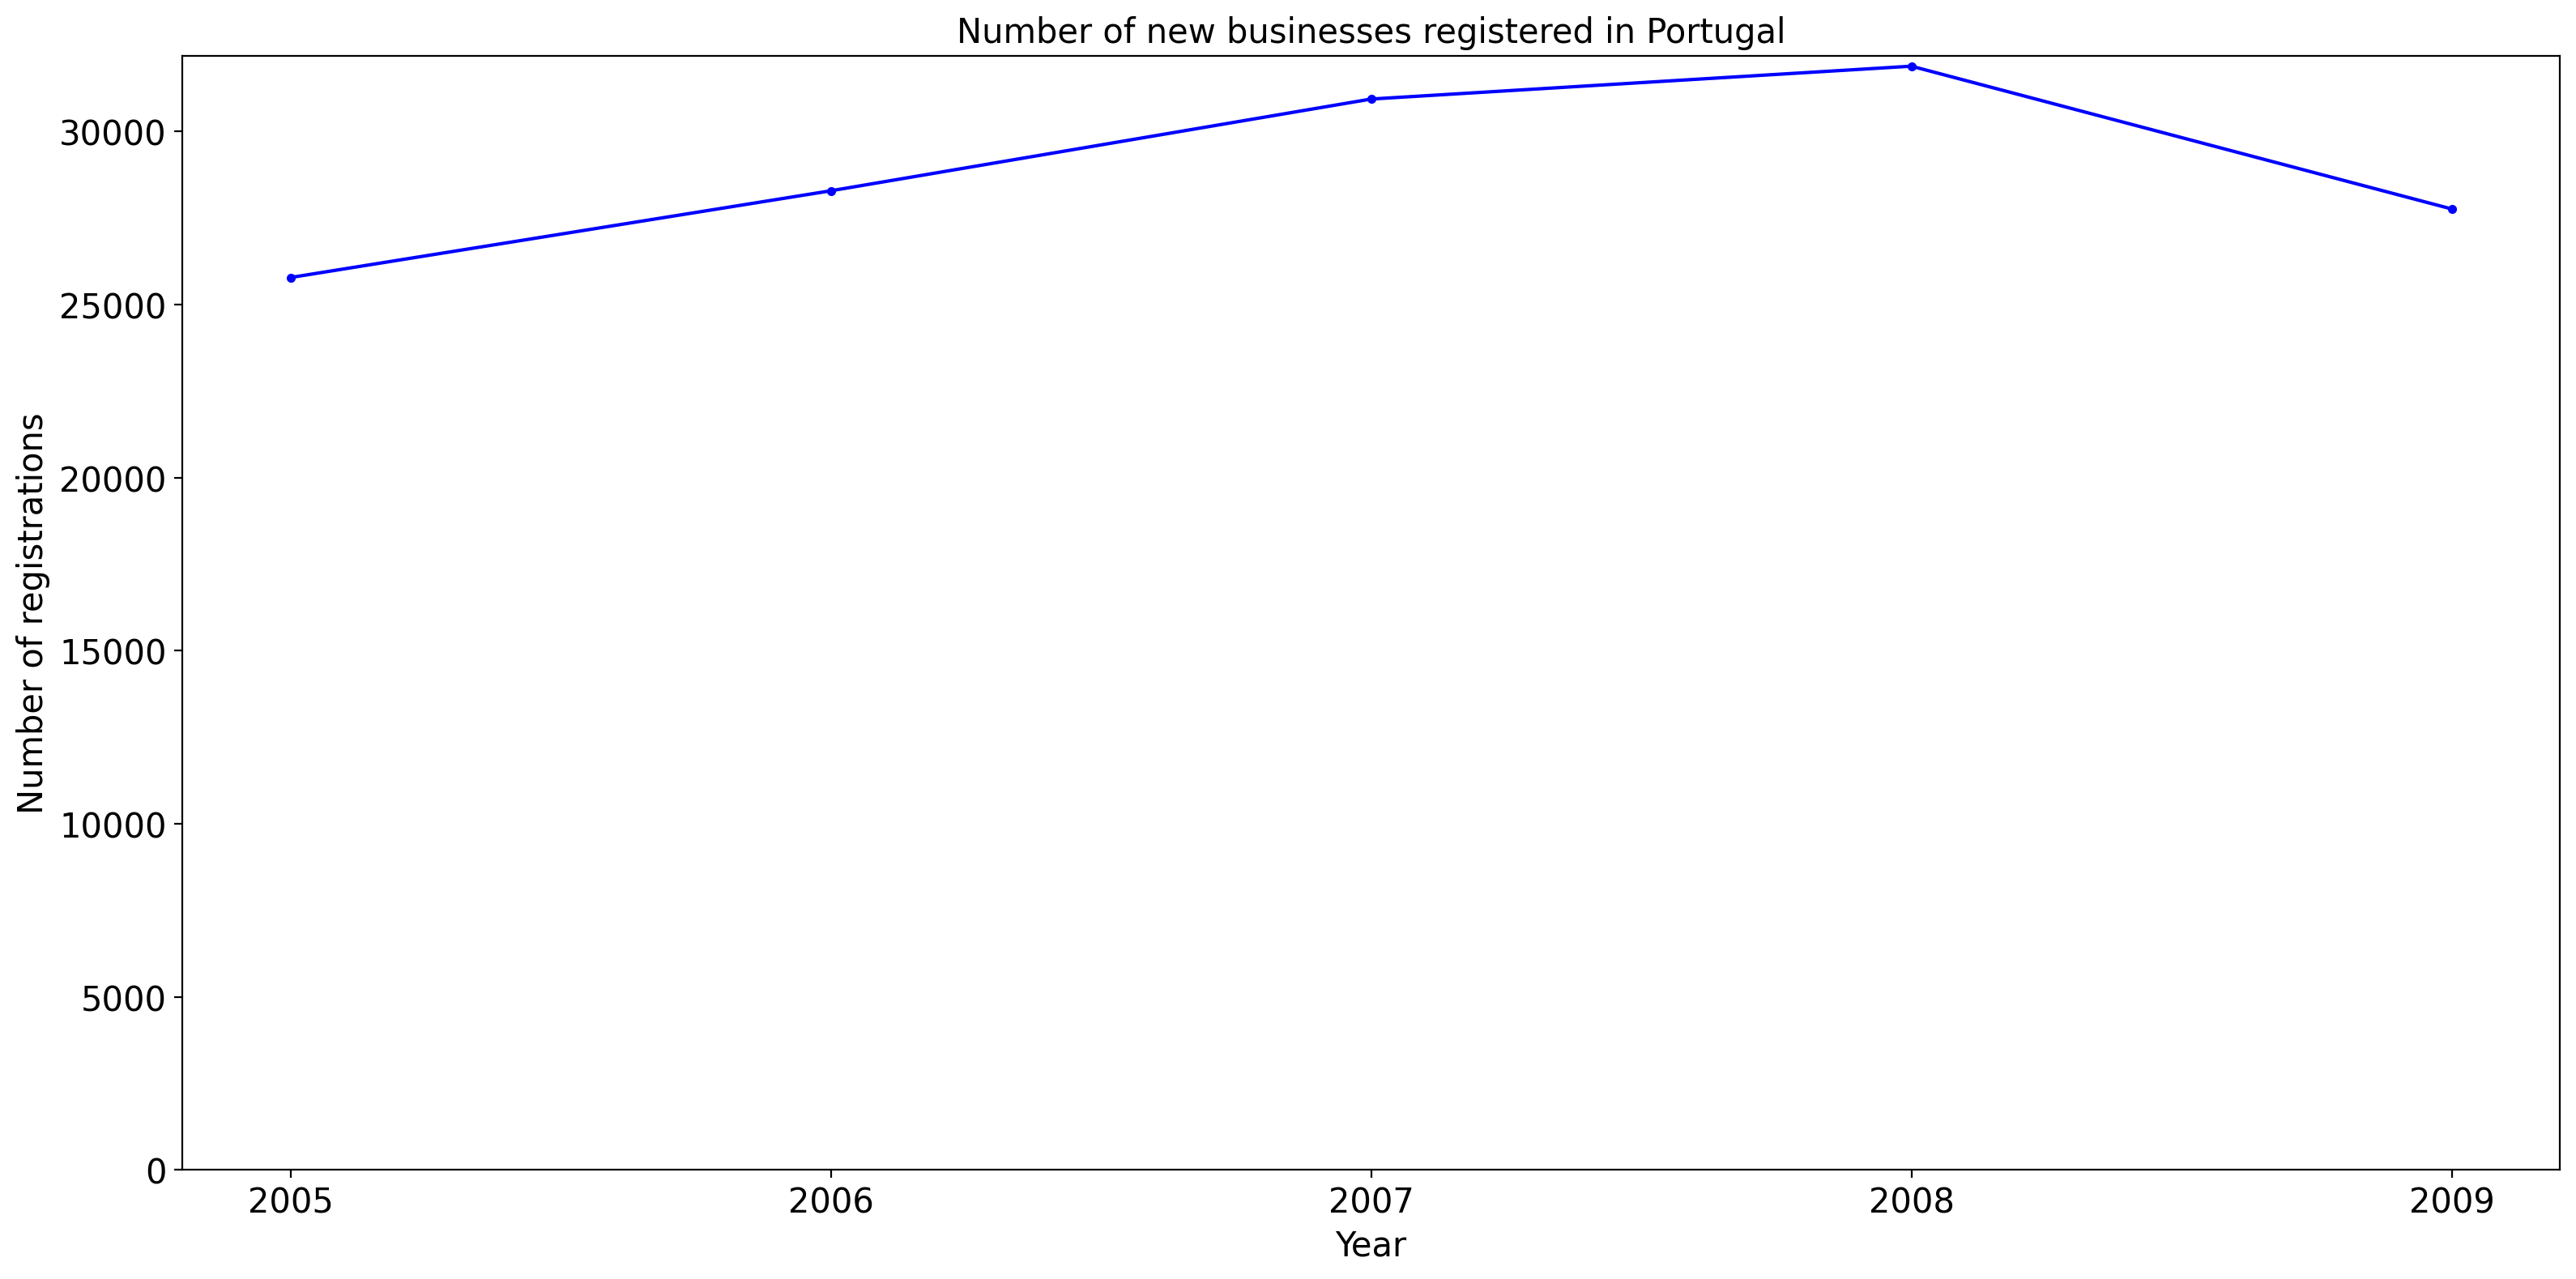 Number of new businesses registered in Portugal
Number of registrations
30000
25000
20000
15000
10000
5000
0
2005 2006 2007 2008 2009
Year